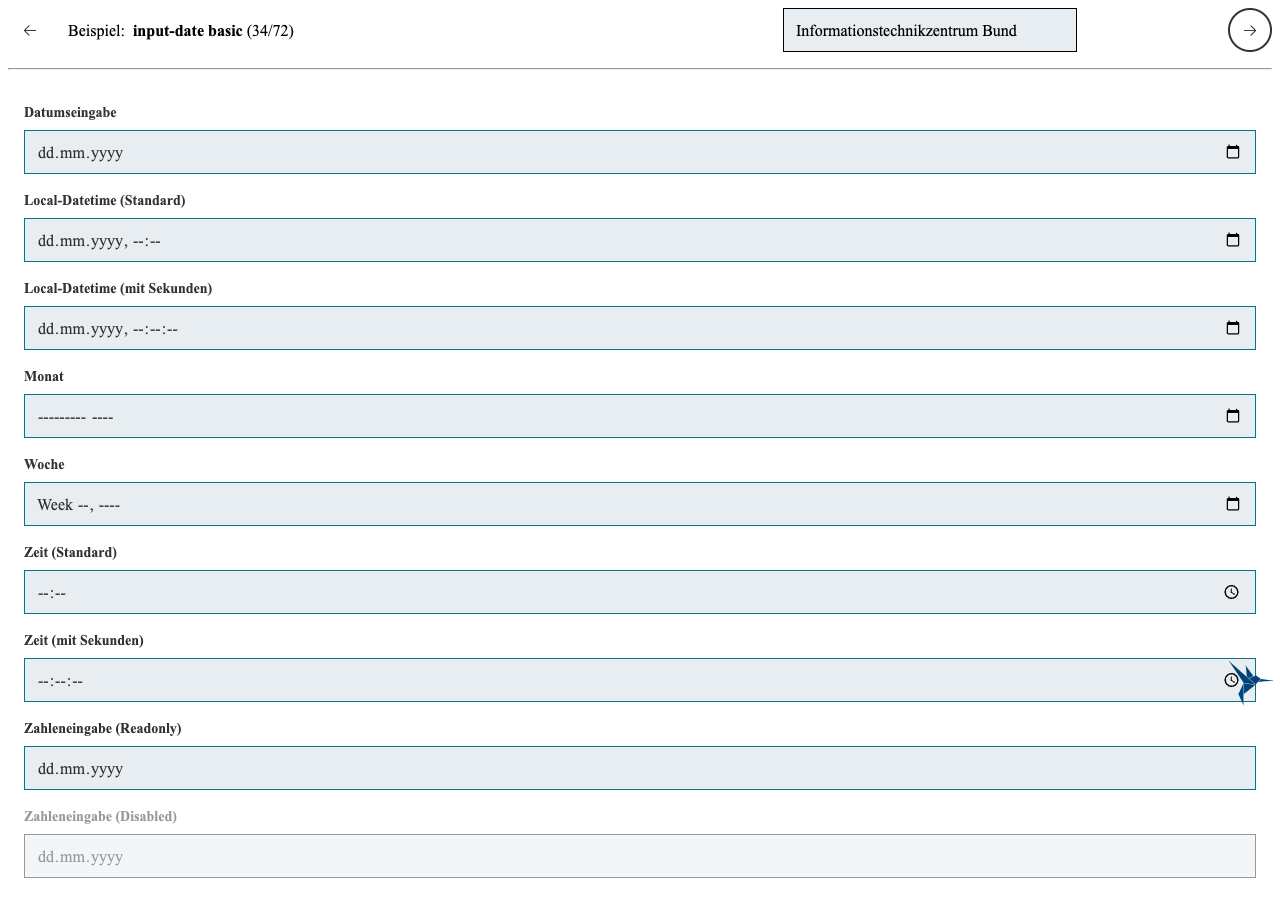 Beispiel: input-date basic (34/72)
Informationstechnikzentrum Bund
Datumseingabe
dd.mm.yyyy
Local-Datetime (Standard)
dd.mm.yyyy, --:--
Local-Datetime (mit Sekunden)
dd.mm.yyyy, --:--:--
Monat
--------- ----
Woche
Week --, ----
Zeit (Standard)
--:--
Zeit (mit Sekunden)
--:--:--
Zahleneingabe (Readonly)
dd.mm.yyyy
Zahleneingabe (Disabled)
dd.mm.yyyy